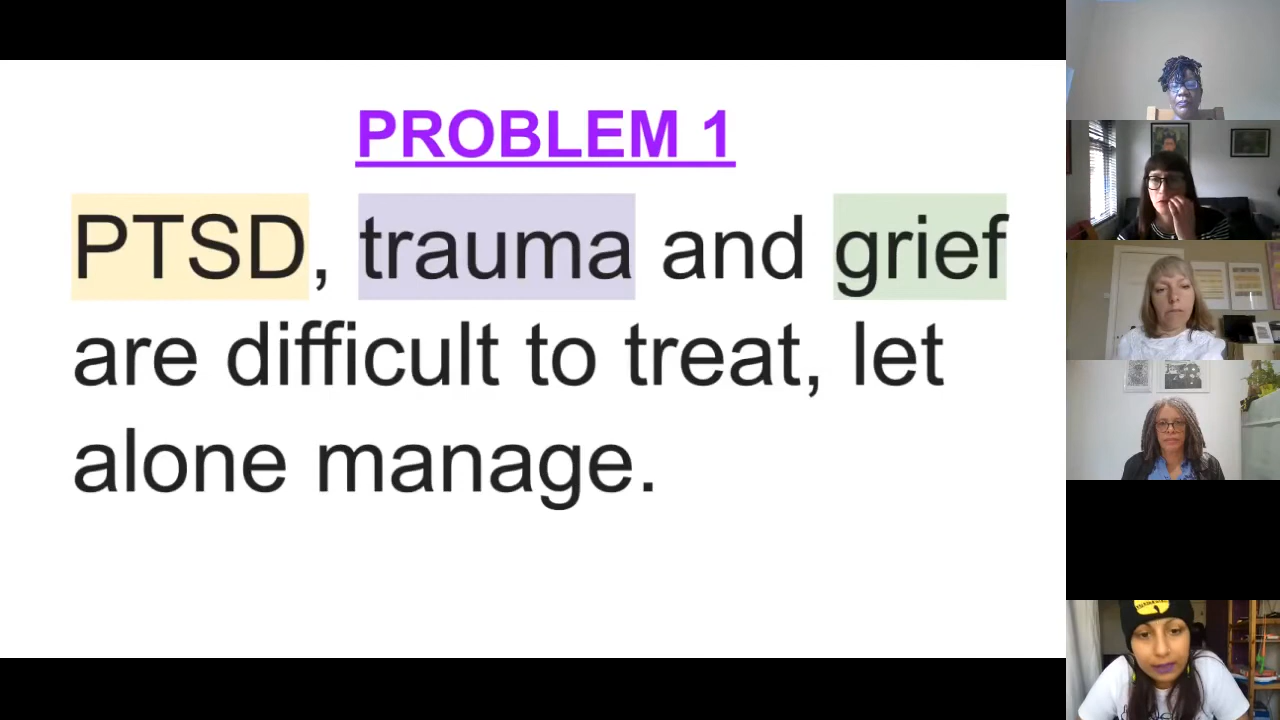 PROBLEM 1
PTSD, trauma and grief
are difficult to treat, let
alone manage.